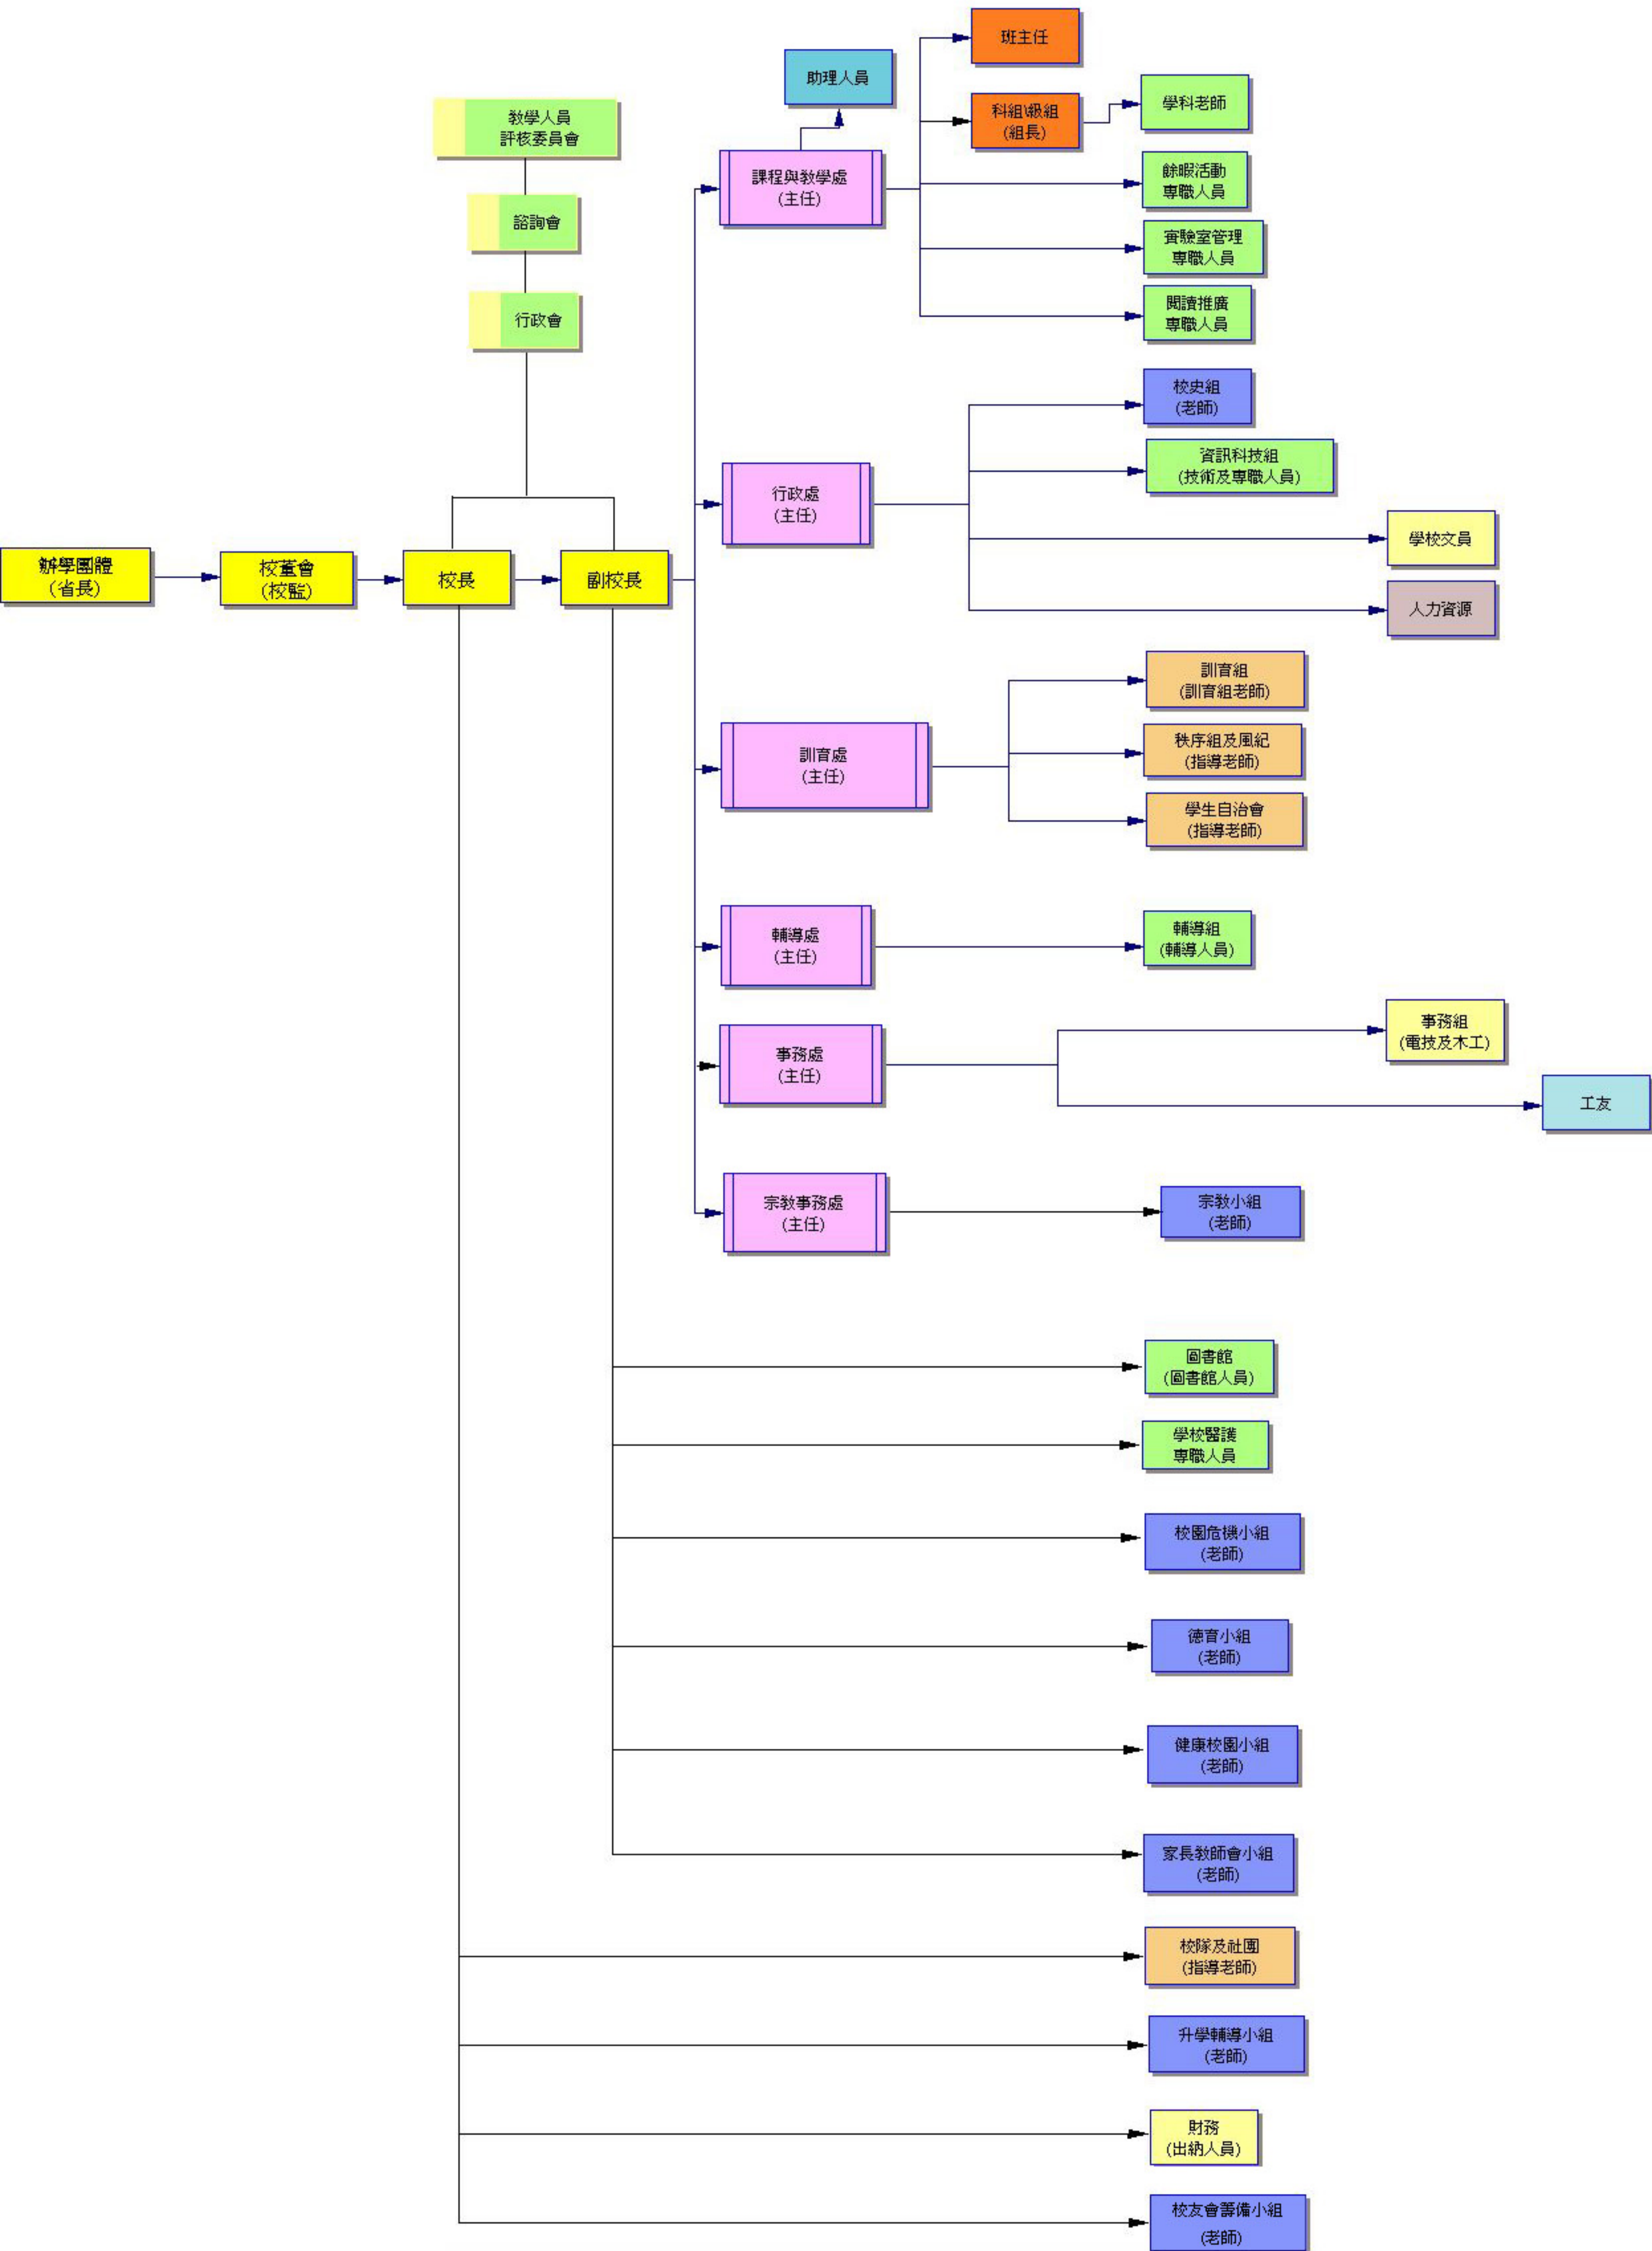 班主任
助理人員
科組\級組
(組長)
學科老師
教學人員
評核委員會
課程與教學處
(主任)
餘暇活動
專職人員
諮詢會
實驗室管理
專職人員
行政會
閱讀推廣
專職人員
校史組
(老師)
資訊科技組
(技術及專職人員)
行政處
(主任)
學校文員
辦學團體
(省長)
校董會
(校監)
校長
副校長
人力資源
訓育組
(訓育組老師)
訓育處
(主任)
秩序組及風紀
(指導老師)
學生自治會
(指導老師)
輔導處
(主任)
輔導組
(輔導人員)
事務處
(主任)
事務組
(電技及木工)
工友
宗教事務處
(主任)
宗教小組
(老師)
圖書館
(圖書館人員)
學校醫護
專職人員
校園危機小組
(老師)
德育小組
(老師)
健康校園小組
(老師)
家長教師會小組
(老師)
校隊及社團
(指導老師)
升學輔導小組
(老師)
財務
(出納人員)
校友會籌備小組
(老師)